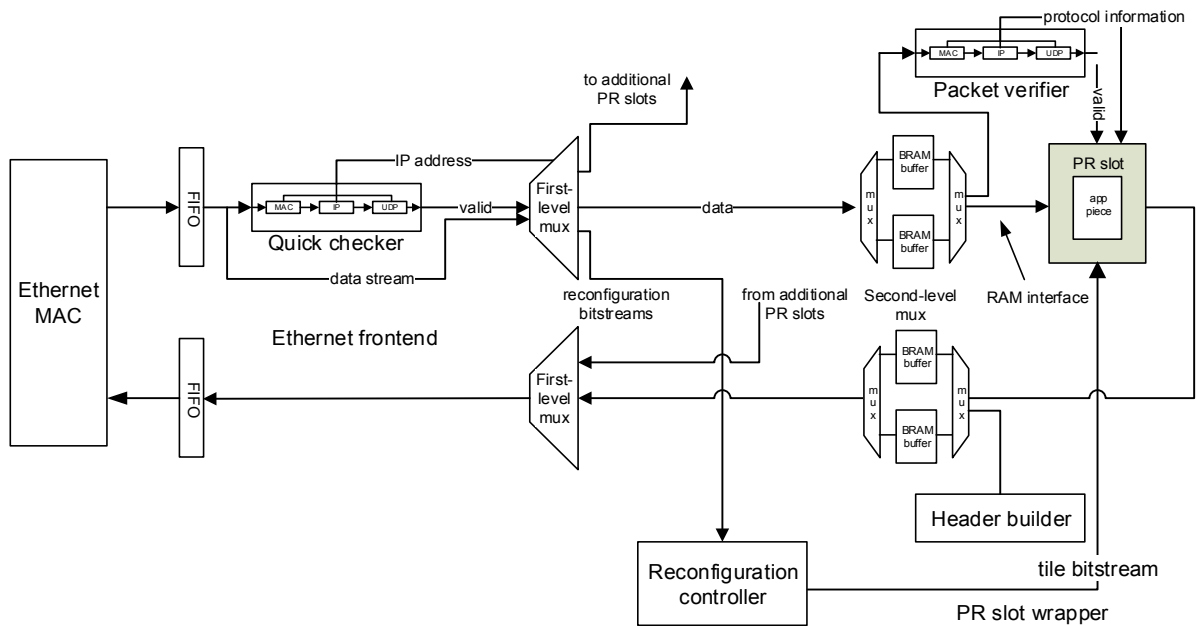 protocol information
MAC
IP
UDP
Packet verifier
valid
to additional
PR slots
IP address
FIFO
MAC
IP
UDP
Quick checker
valid
data stream
First-
level
mux
data
mux
BRAM
buffer
BRAM
buffer
mux
PR slot
app
piece
RAM interface
Ethernet
MAC
reconfiguration
bitstreams
from additional
PR slots
Second-level
mux
Ethernet frontend
FIFO
First-
level
mux
mux
BRAM
buffer
BRAM
buffer
mux
Header builder
Reconfiguration
controller
tile bitstream
PR slot wrapper